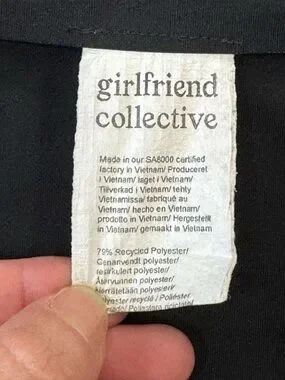 girlfriend
collective
Made in our SA8000 certified
factory in Vietnam/ Produceret
i Vietnam/ laget i Vietnam/
Tillverkad i Vietnam/ tehty
Vietnamissa/ fabriqué au
Vietnam/ hecho en Vietnam/
prodotto in Vietnam/ Hergestellt
in Vietnam/ gemaakt in Vietnam
79% Recycled Polyester/
Genanvendt polyester/
resirkulert polyester/
Återvunnen polyester/
Kierrätetään polyesteri/
Polyester recyclé / Poliéster